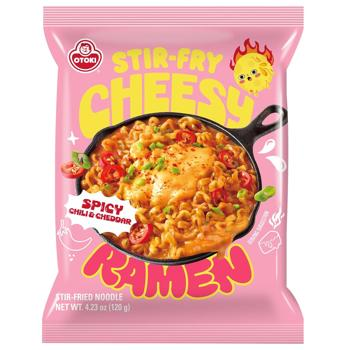 OTOKI
STIR-FRY
CHEESY
SPICY
CHILI & CHEDDAR
RAMEN
STIR-FRIED NOODLE
NET WT. 4.23 oz (120 g)